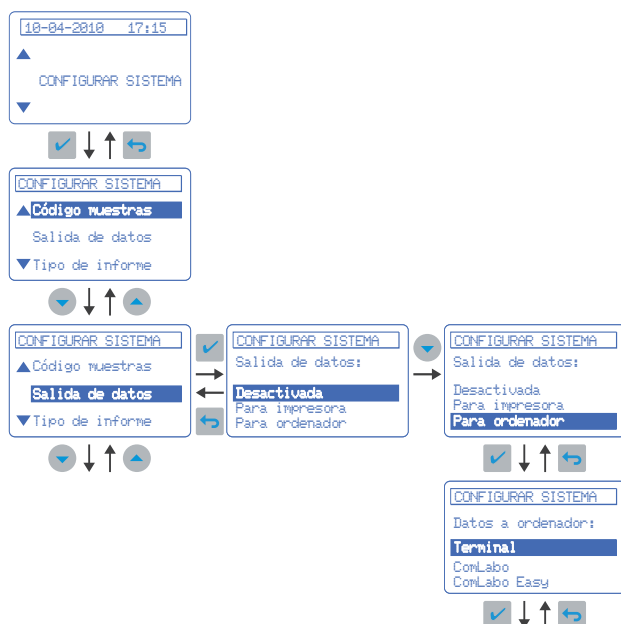 10-04-2010 17:15
CONFIGURAR SISTEMA
CONFIGURAR SISTEMA
Código muestras
Salida de datos
Tipo de informe
CONFIGURAR SISTEMA
Código muestras
Salida de datos
Tipo de informe
CONFIGURAR SISTEMA
Salida de datos:
Desactivada
Para impresora
Para ordenador
CONFIGURAR SISTEMA
Salida de datos:
Desactivada
Para impresora
Para ordenador
CONFIGURAR SISTEMA
Datos a ordenador:
Terminal
ComLabo
ComLabo Easy